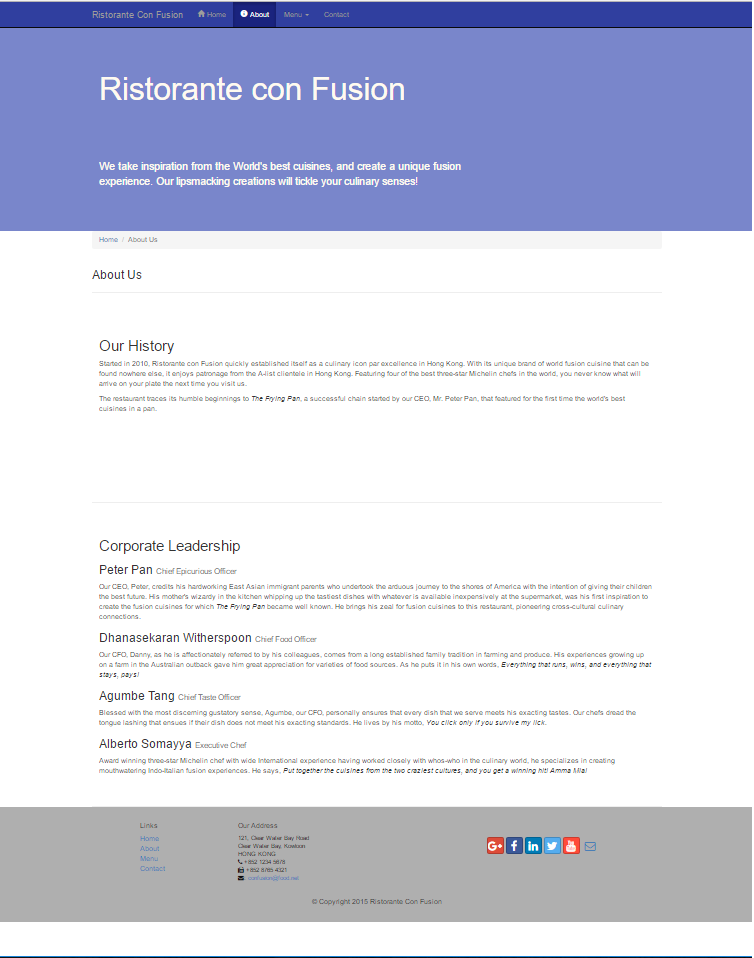 Ristorante Con Fusion Home About Menu Contact
Ristorante con Fusion
We take inspiration from the World's best cuisines, and create a unique fusion
experience. Our lipsmacking creations will tickle your culinary senses!
Home / About Us
About Us
Our History
Started in 2010, Ristorante con Fusion quickly established itself as a culinary icon par excellence in Hong Kong. With its unique brand of world fusion cuisine that can be
found nowhere else, it enjoys patronage from the A-list clientele in Hong Kong. Featuring four of the best three-star Michelin chefs in the world, you never know what will
arrive on your plate the next time you visit us.
The restaurant traces its humble beginnings to The Frying Pan, a successful chain started by our CEO, Mr. Peter Pan, that featured for the first time the world's best
cuisines in a pan.
Corporate Leadership
Peter Pan Chief Epicurious Officer
Our CEO, Peter, credits his hardworking East Asian immigrant parents who undertook the arduous journey to the shores of America with the intention of giving their children
the best future. His mother's wizardy in the kitchen whipping up the tastiest dishes with whatever is available inexpensively at the supermarket, was his first inspiration to
create the fusion cuisines for which The Frying Pan became well known. He brings his zeal for fusion cuisines to this restaurant, pioneering cross-cultural culinary
connections.
Dhanasekaran Witherspoon Chief Food Officer
Our CFO, Danny, as he is affectionately referred to by his colleagues, comes from a long established family tradition in farming and produce. His experiences growing up
on a farm in the Australian outback gave him great appreciation for varieties of food sources. As he puts it in his own words, Everything that runs, wins, and everything that
stays, pays!
Agumbe Tang Chief Taste Officer
Blessed with the most discerning gustatory sense, Agumbe, our CFO, personally ensures that every dish that we serve meets his exacting tastes. Our chefs dread the
tongue lashing that ensues if their dish does not meet his exacting standards. He lives by his motto, You click only if you survive my lick.
Alberto Somayya Executive Chef
Award winning three-star Michelin chef with wide International experience having worked closely with whos-who in the culinary world, he specializes in creating
mouthwatering Indo-Italian fusion experiences. He says, Put together the cuisines from the two craziest cultures, and you get a winning hit! Amma Mia!
Links
Home
About
Menu
Contact
Our Address
121, Clear Water Bay Road
Clear Water Bay, Kowloon
HONG KONG
+852 1234 5678
+852 8765 4321
confusion@food.net
G+ f in You
© Copyright 2015 Ristorante Con Fusion